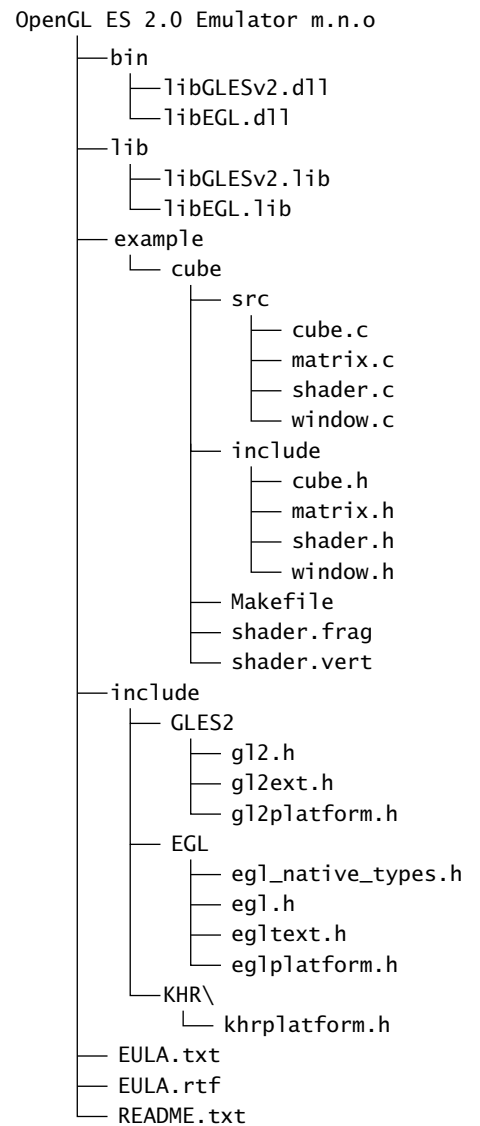 OpenGL ES 2.0 Emulator m.n.o
bin
libGLESv2.dll
libEGL.dll
lib
libGLESv2.lib
libEGL.lib
example
cube
src
cube.c
matrix.c
shader.c
window.c
include
cube.h
matrix.h
shader.h
window.h
Makefile
shader.frag
shader.vert
include
GLES2
gl2.h
gl2ext.h
gl2platform.h
EGL
egl_native_types.h
egl.h
egltext.h
eglplatform.h
KHR\
khrplatform.h
EULA.txt
EULA.rtf
README.txt